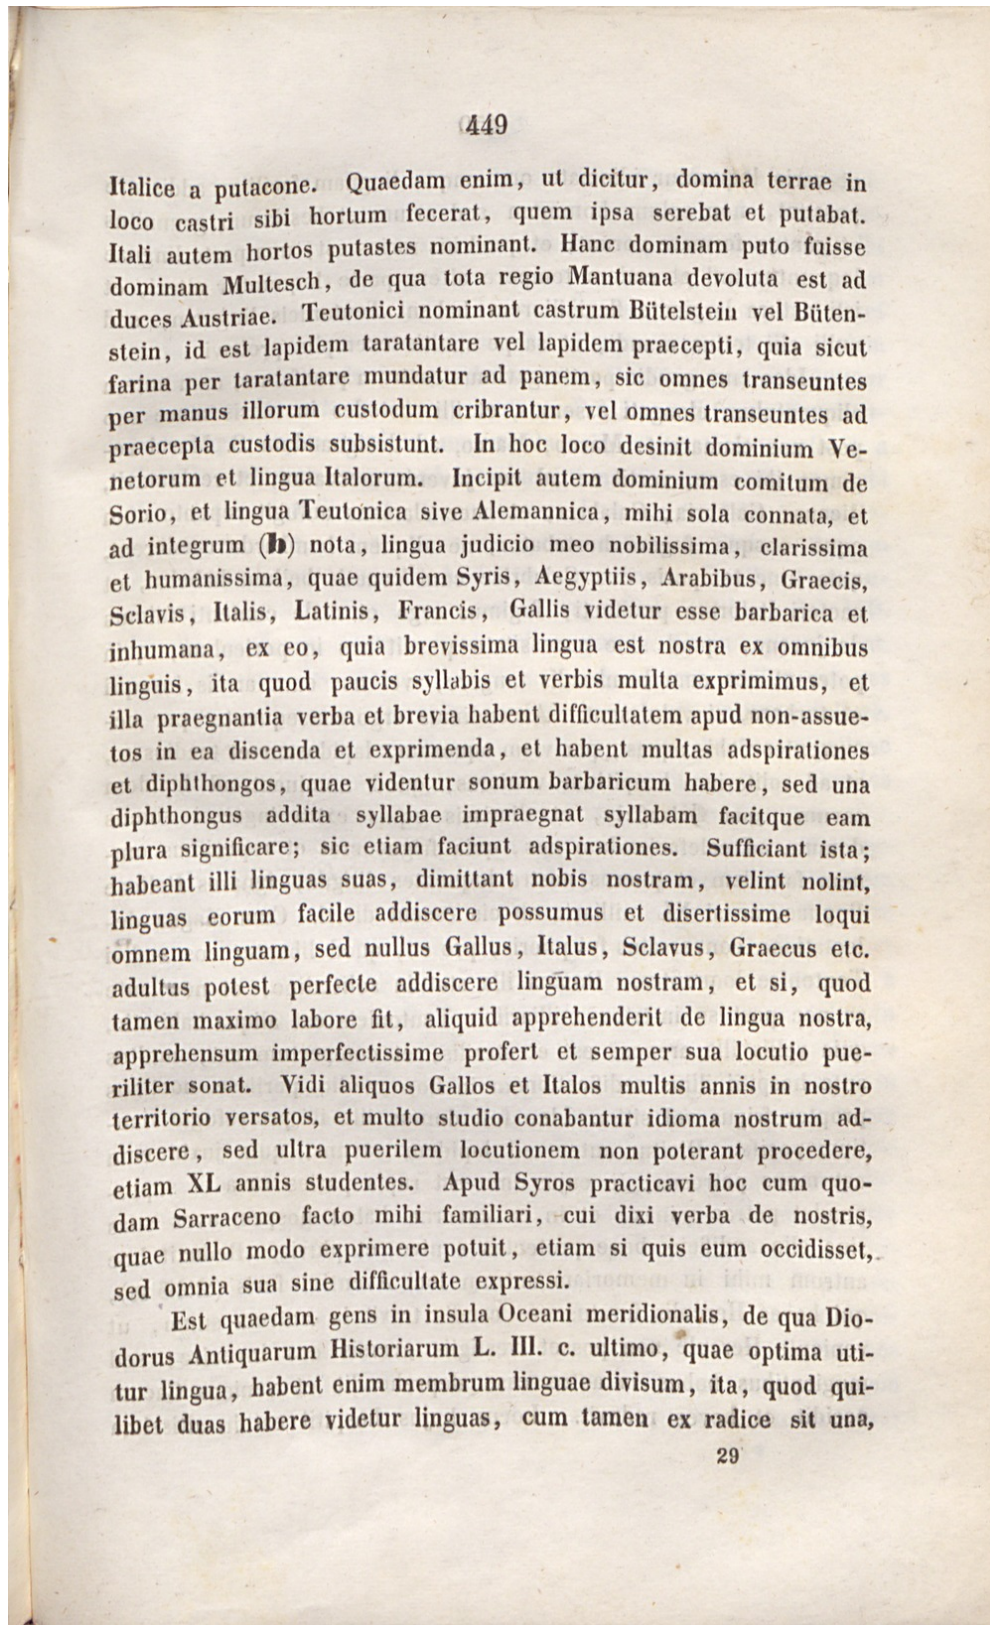 449
Italice a putacone. Quaedam enim, ut dicitur, domina terrae in
loco castri sibi hortum fecerat, quem ipsa serebat et putabat.
Itali autem hortos putastes nominant. Hanc dominam puto fuisse
dominam Multesch, de qua tota regio Mantuana devoluta est ad
duces Austriae. Teutonici nominant castrum Bütelstein vel Büten-
stein, id est lapidem taratantare vel lapidem praecepti, quia sicut
farina per taratantare mundatur ad panem, sic omnes transeuntes
per manus illorum custodum cribrantur, vel omnes transeuntes ad
praecepta custodis subsistunt. In hoc loco desinit dominium Ve-
netorum et lingua Italorum. Incipit autem dominium comitum de
Sorio, et lingua Teutonica sive Alemannica, mihi sola connata, et
ad integrum (b) nota, lingua judicio meo nobilissima, clarissima
et humanissima, quae quidem Syris, Aegyptiis, Arabibus, Graecis,
Sclavis, Italis, Latinis, Francis, Gallis videtur esse barbarica et
inhumana, ex eo, quia brevissima lingua est nostra ex omnibus
linguis, ita quod paucis syllabis et verbis multa exprimimus, et
illa praegnantia verba et brevia habent difficultatem apud non-assue-
tos in ea discenda et exprimenda, et habent multas adspirationes
et diphthongos, quae videntur sonum barbaricum habere, sed una
diphthongus addita syllabae impraegnat syllabam facitque eam
plura significare; sic etiam faciunt adspirationes. Sufficiant ista;
habeant illi linguas suas, dimittant nobis nostram, velint nolint,
linguas eorum facile addiscere possumus et disertissime loqui
omnem linguam, sed nullus Gallus, Italus, Sclavus, Graecus etc.
adultus potest perfecte addiscere linguam nostram, et si, quod
tamen maximo labore fit, aliquid apprehenderit de lingua nostra,
apprehensum imperfectissime profert et semper sua locutio pue-
riliter sonat. Vidi aliquos Gallos et Italos multis annis in nostro
territorio versatos, et multo studio conabantur idioma nostrum ad-
discere, sed ultra puerilem locutionem non poterant procedere,
etiam XL annis studentes. Apud Syros practicavi hoc cum quo-
dam Sarraceno facto mihi familiari, cui dixi verba de nostris,
quae nullo modo exprimere potuit, etiam si quis eum occidisset,
sed omnia sua sine difficultate expressi.
Est quaedam gens in insula Oceani meridionalis, de qua Dio-
dorus Antiquarum Historiarum L. III. c. ultimo, quae optima uti-
tur lingua, habent enim membrum linguae divisum, ita, quod qui-
libet duas habere videtur linguas, cum tamen ex radice sit una,
29